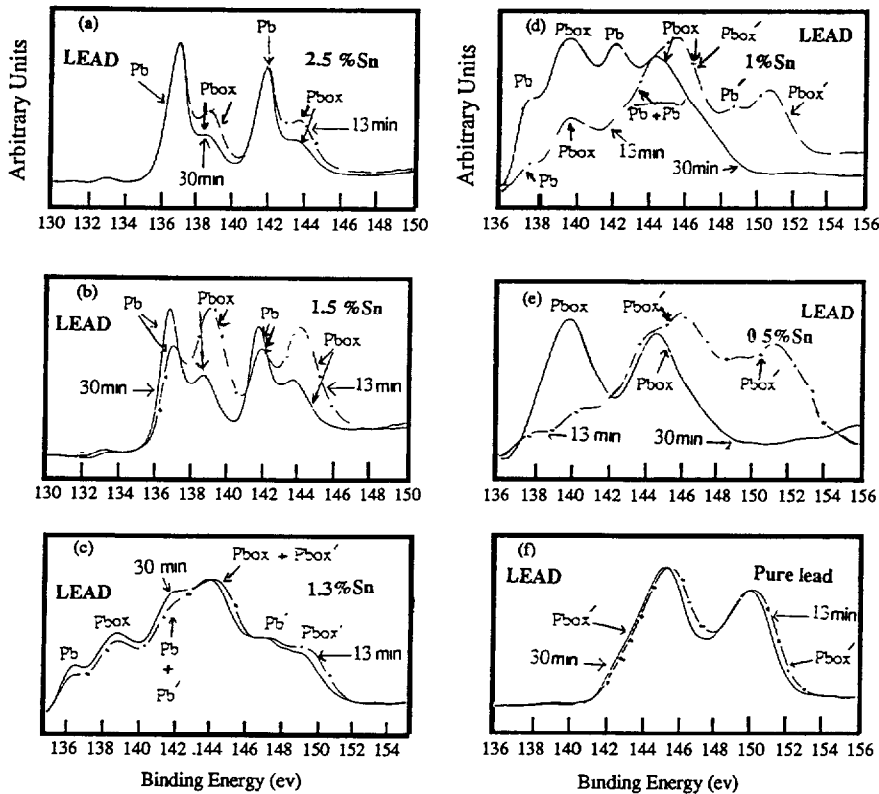 (a)
Pb
LEAD
2.5 %Sn
Pb
Pbox
Pbox
13min
30min
Arbitrary Units
130 132 134 136 138 140 142 144 146 148 150
(d)
Pbox
Pb
Pbox
Pbox′
LEAD
1%Sn
Pb
Pb′
Pbox′
Pb + Pb′
Pbox
13min
Pb
30min
Arbitrary Units
136 138 140 142 144 146 148 150 152 154 156
(b)
Pb
Pbox
Pb
1.5 %Sn
LEAD
Pbox
30min
13min
130 132 134 136 138 140 142 144 146 148 150
(e)
Pbox
Pbox′
LEAD
0.5%Sn
Pbox
Pbox′
13 min
30min
136 138 140 142 144 146 148 150 152 154 156
(c)
30 min
Pbox + Pbox′
LEAD
1.3%Sn
Pbox
Pb
Pb′
Pbox′
Pb
+
Pb′
13min
136 138 140 142 144 146 148 150 152 154
Binding Energy (ev)
(f)
LEAD
Pure lead
Pbox′
13min
30min
Pbox′
136 138 140 142 144 146 148 150 152 154 156
Binding Energy (ev)